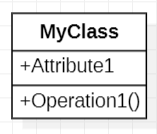 MyClass
+Attribute1
+Operation1()